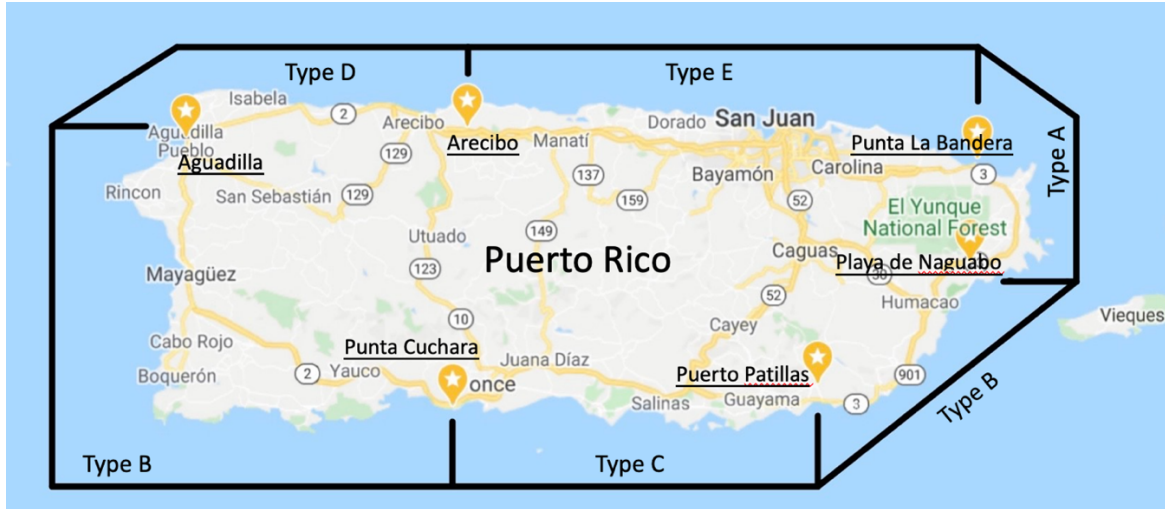 Type D
Type E
Isabela
2
Aguadilla
Pueblo
Aguadilla
Arecibo
Arecibo
Manatí
Dorado
San Juan
Punta La Bandera
Type A
129
137
Bayamón
Carolina
3
Rincon
San Sebastián
129
159
52
El Yunque
National Forest
Utuado
149
Puerto Rico
Caguas
Playa de Naguabo
Mayagüez
123
52
30
Humacao
Vieques
10
Cayey
Cabo Rojo
Punta Cuchara
Juana Díaz
Boquerón
2
Yauco
once
Puerto Patillas
901
Salinas
Guayama
3
Type B
Type B
Type C